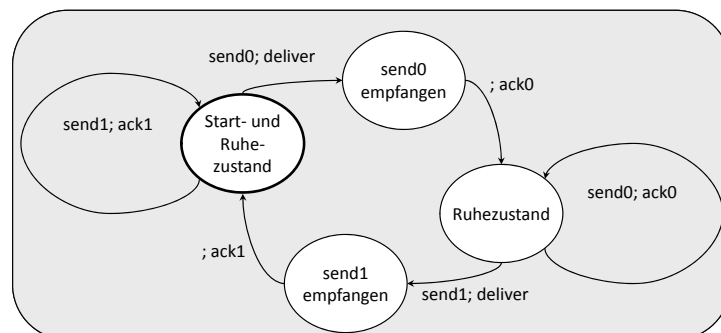 send0; deliver
send0
empfangen
; ack0
send1; ack1
Start- und
Ruhe-
zustand
Ruhezustand
send0; ack0
; ack1
send1
empfangen
send1; deliver